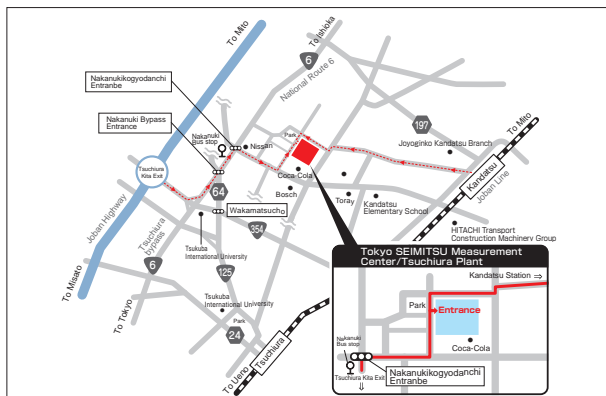 To Mito
To Ishioka
6
National Route 6
Nakanukikogyodanchi
Entranbe
Nakanuki Bypass
Entrance
Nakanuki
Bus stop
Nissan
Park
197
Joyoginko Kandatsu Branch
To Mito
Kandatsu
Joban Line
Tsuchiura
Kita Exit
Coca-Cola
Bosch
Toray
Kandatsu
Elementary School
64
Wakamatsucho
Joban Highway
Tsuchiura
bypass
Tsukuba
International University
354
HITACHI Transport
Construction Machinery Group
6
125
To Misato
To Tokyo
Tsukuba
International University
Park
24
To Ueno
Tsuchiura
Tokyo SEIMITSU Measurement
Center/Tsuchiura Plant
Kandatsu Station ⇒
Park
Entrance
Coca-Cola
Nakanuki
Bus stop
Nakanukikogyodanchi
Entranbe
Tsuchiura Kita Exit
⇓